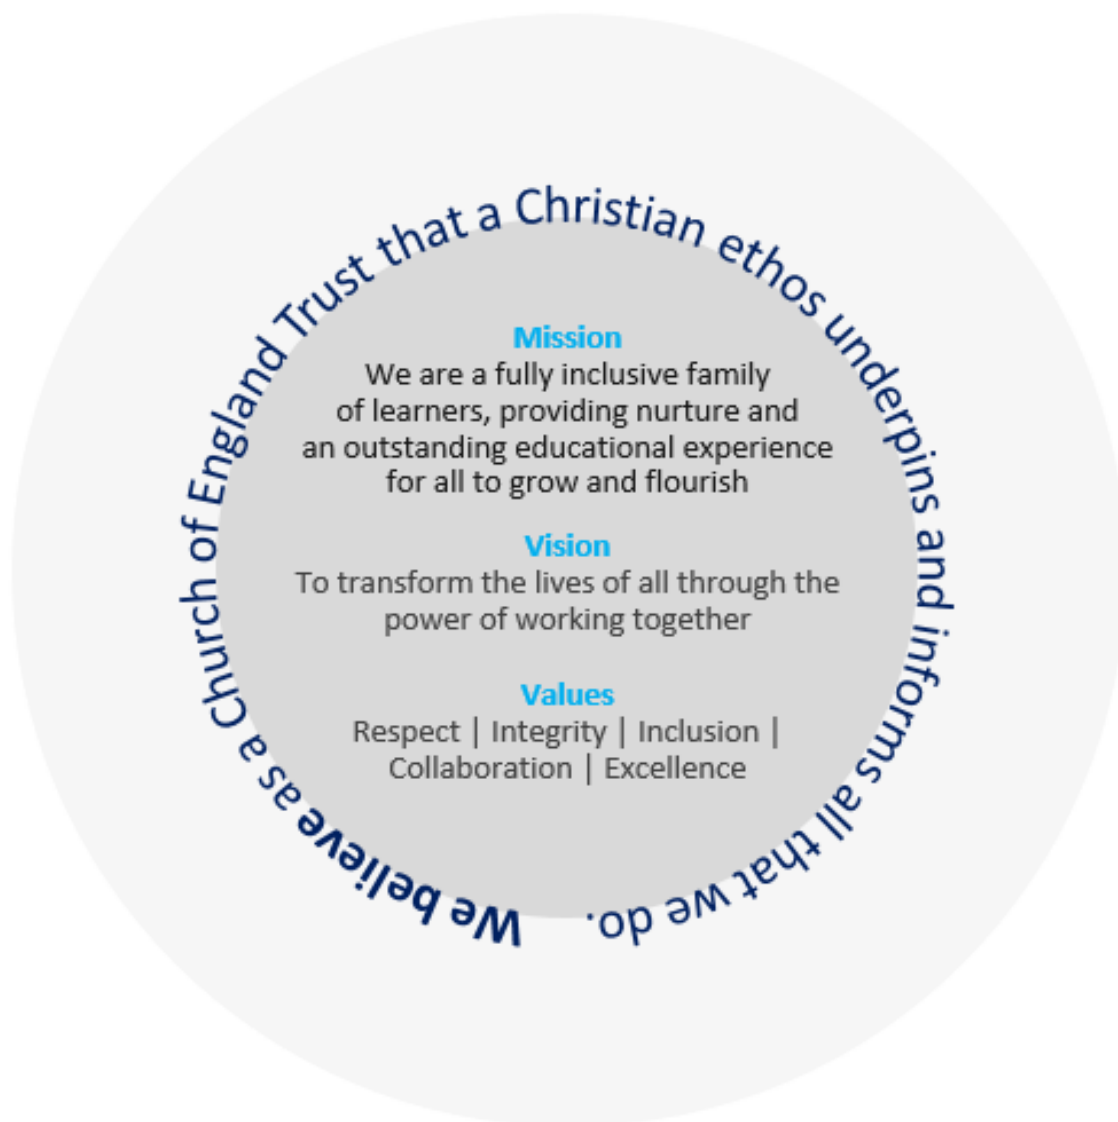 We believe as a Church of England Trust that a Christian ethos underpins and informs all that we do.
Mission
We are a fully inclusive family
of learners, providing nurture and
an outstanding educational experience
for all to grow and flourish
Vision
To transform the lives of all through the
power of working together
Values
Respect | Integrity | Inclusion |
Collaboration | Excellence